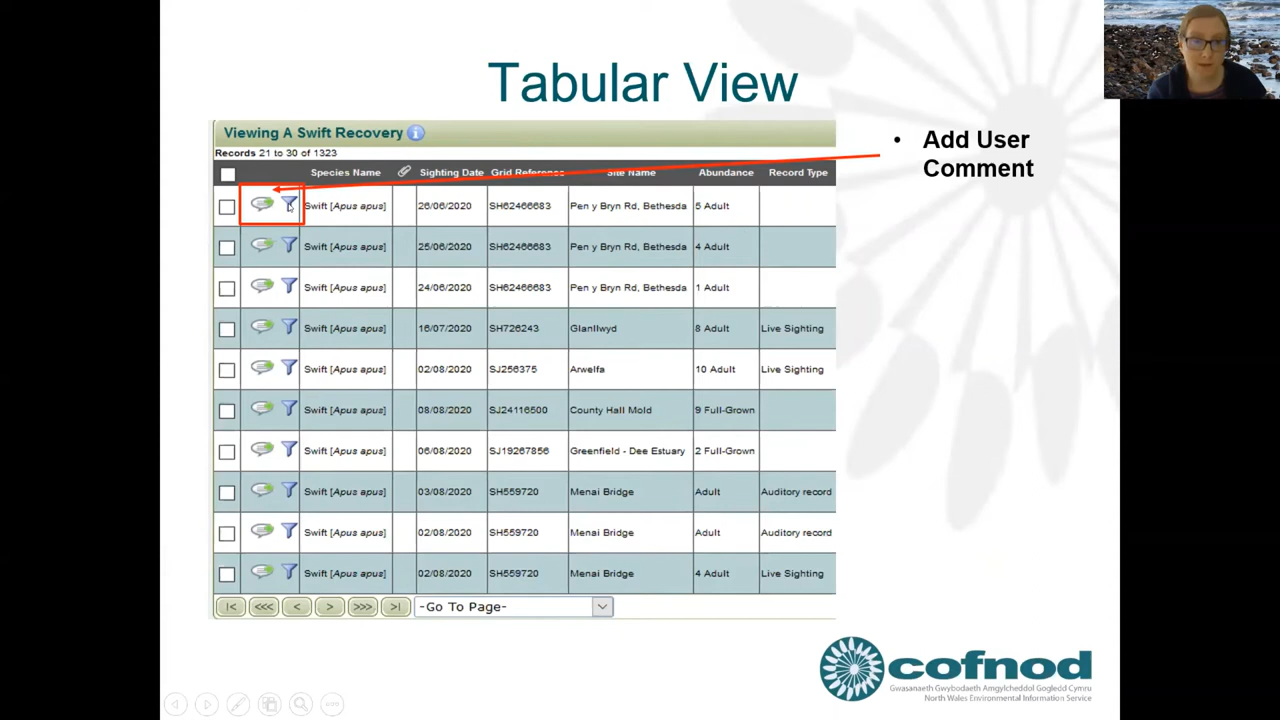 Tabular View
Viewing A Swift Recovery
Records 21 to 30 of 1323
Species Name Sighting Date Grid Reference Site Name Abundance Record Type
Swift [Apus apus] 26/06/2020 SH62466683 Pen y Bryn Rd, Bethesda 5 Adult
Swift [Apus apus] 25/06/2020 SH62466683 Pen y Bryn Rd, Bethesda 4 Adult
Swift [Apus apus] 24/06/2020 SH62466683 Pen y Bryn Rd, Bethesda 1 Adult
Swift [Apus apus] 16/07/2020 SH726243 Glanllwyd 8 Adult Live Sighting
Swift [Apus apus] 02/08/2020 SJ256375 Arwelfa 10 Adult Live Sighting
Swift [Apus apus] 08/08/2020 SJ24116500 County Hall Mold 9 Full-Grown
Swift [Apus apus] 06/08/2020 SJ19267856 Greenfield - Dee Estuary 2 Full-Grown
Swift [Apus apus] 03/08/2020 SH559720 Menai Bridge Adult Auditory record
Swift [Apus apus] 02/08/2020 SH559720 Menai Bridge Adult Auditory record
Swift [Apus apus] 02/08/2020 SH559720 Menai Bridge 4 Adult Live Sighting
|< <<< < > >>> >| -Go To Page-
• Add User
Comment
cofnod
Gwasanaeth Gwybodaeth Amgylcheddol Gogledd Cymru
North Wales Environmental Information Service